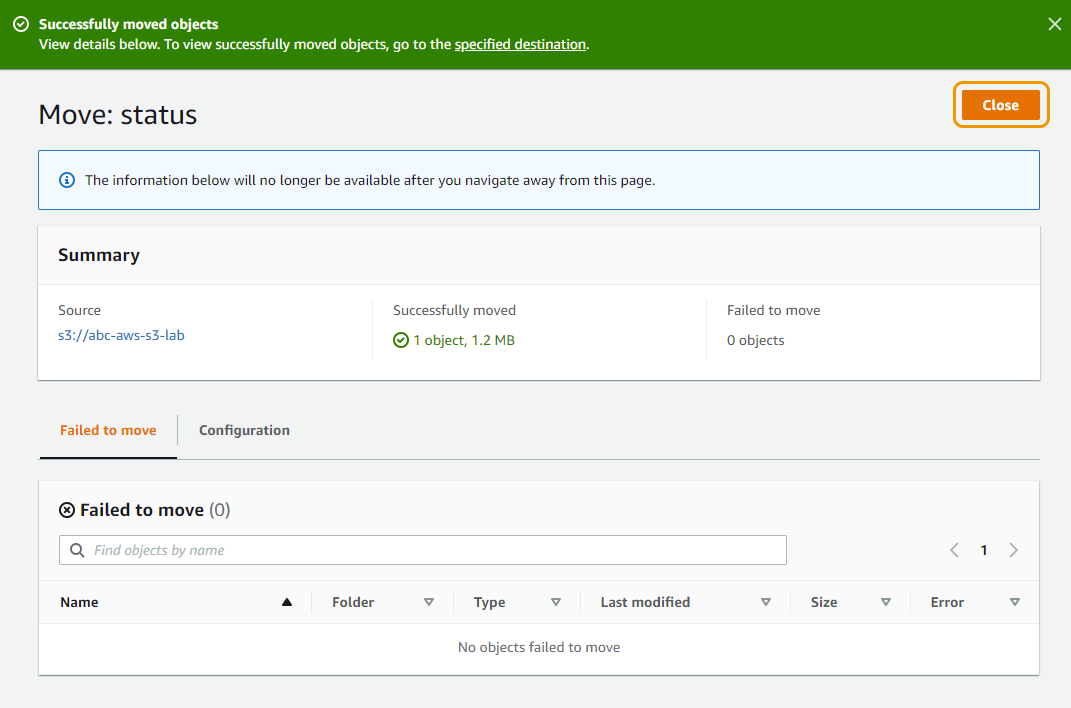 Successfully moved objects
View details below. To view successfully moved objects, go to the specified destination.
Move: status
Close
The information below will no longer be available after you navigate away from this page.
Summary
Source
s3://abc-aws-s3-lab
Successfully moved
1 object, 1.2 MB
Failed to move
0 objects
Failed to move
Configuration
Failed to move (0)
Find objects by name
1
Name Folder Type Last modified Size Error
No objects failed to move